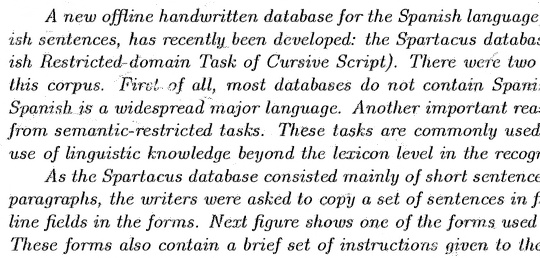 A new offline handwritten database for the Spanish language
ish sentences, has recently been developed: the Spartacus databas
ish Restricted-domain Task of Cursive Script). There were two
this corpus. First of all, most databases do not contain Spani
Spanish is a widespread major language. Another important rea
from semantic-restricted tasks. These tasks are commonly used
use of linguistic knowledge beyond the lexicon level in the recogn
As the Spartacus database consisted mainly of short sentence
paragraphs, the writers were asked to copy a set of sentences in f
line fields in the forms. Next figure shows one of the forms used
These forms also contain a brief set of instructions given to the